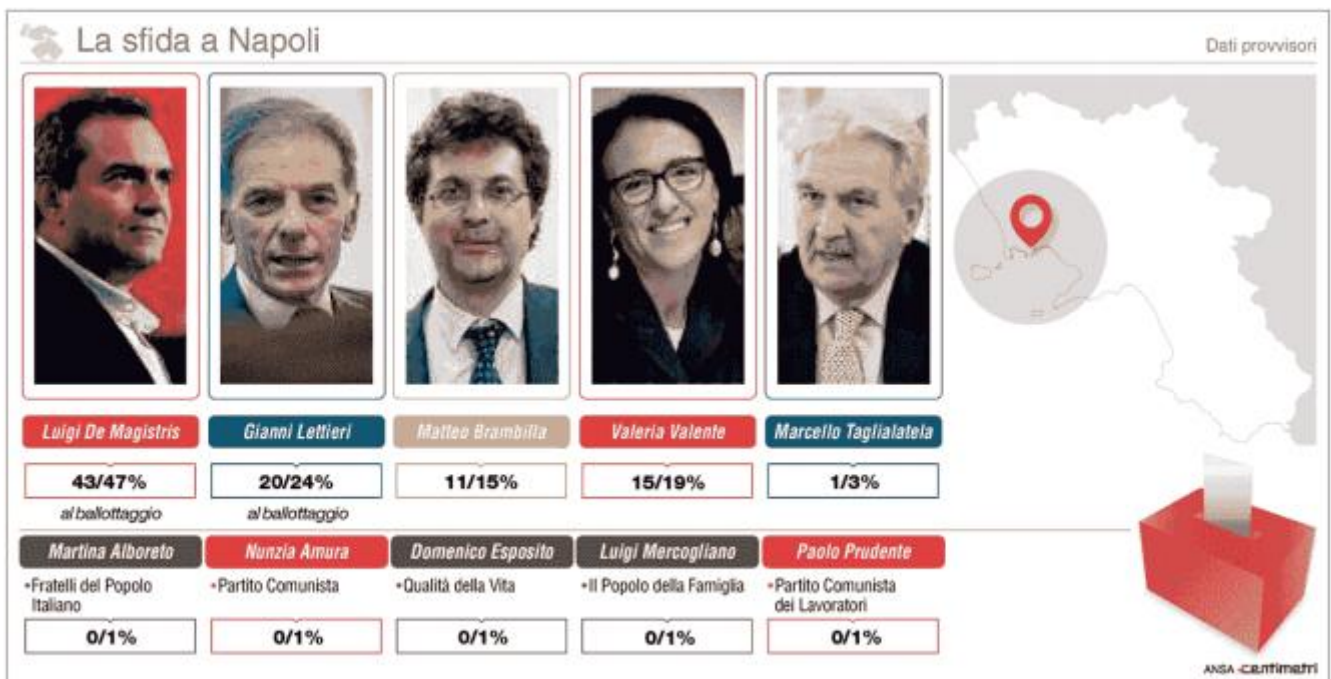 La sfida a Napoli
Dati provvisori
Luigi De Magistris
Gianni Lettieri
Matteo Brambilla
Valeria Valente
Marcello Taglialatela
43/47%
20/24%
11/15%
15/19%
1/3%
al ballottaggio
al ballottaggio
Martina Alboreto
Nunzia Amura
Domenico Esposito
Luigi Mercogliano
Paolo Prudente
•Fratelli del Popolo
Italiano
•Partito Comunista
•Qualità della Vita
•Il Popolo della Famiglia
•Partito Comunista
dei Lavoratori
0/1%
0/1%
0/1%
0/1%
0/1%
ANSA centimetri